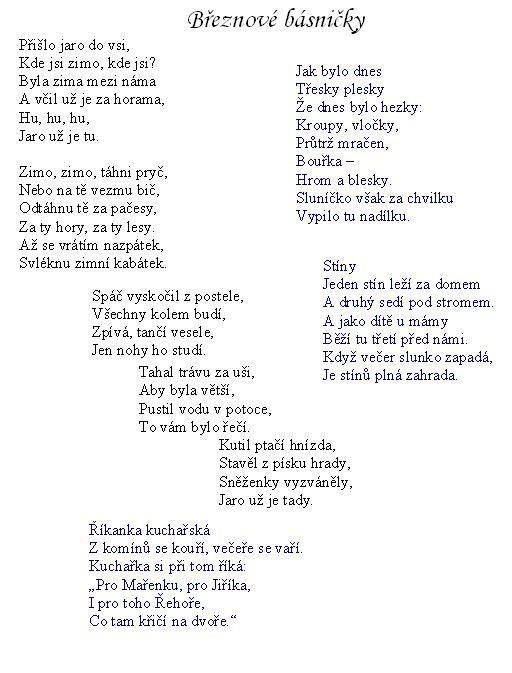 Březnové básničky
Přišlo jaro do vsi,
Kde jsi zimo, kde jsi?
Byla zima mezi náma
A včil už je za horama,
Hu, hu, hu,
Jaro už je tu.
Zimo, zimo, táhni pryč,
Nebo na tě vezmu bič,
Odtáhnu tě za pačesy,
Za ty hory, za ty lesy.
Až se vrátím nazpátek,
Svléknu zimní kabátek.
Jak bylo dnes
Třesky plesky
Že dnes bylo hezky:
Kroupy, vločky,
Průtrž mračen,
Bouřka –
Hrom a blesky.
Sluníčko však za chvilku
Vypilo tu nadílku.
Stíny
Jeden stín leží za domem
A druhý sedí pod stromem.
A jako dítě u mámy
Běží tu třetí před námi.
Když večer slunko zapadá,
Je stínů plná zahrada.
Spáč vyskočil z postele,
Všechny kolem budí,
Zpívá, tančí vesele,
Jen nohy ho studí.
Tahal trávu za uši,
Aby byla větší,
Pustil vodu v potoce,
To vám bylo řečí.
Kutil ptačí hnízda,
Stavěl z písku hrady,
Sněženky vyzváněly,
Jaro už je tady.
Říkanka kuchařská
Z komínů se kouří, večeře se vaří.
Kuchařka si při tom říká:
„Pro Mařenku, pro Jiříka,
I pro toho Řehoře,
Co tam křičí na dvoře.“